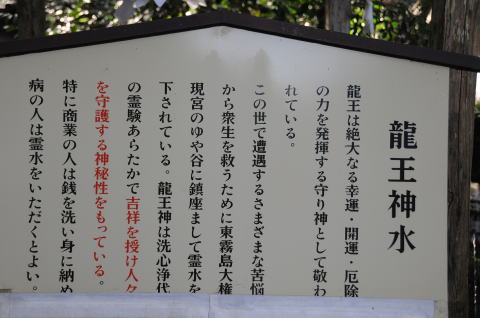 龍王神水
龍王は絶大なる幸運・開運・厄除
の力を発揮する守り神として敬わ
れている。
この世で遭遇するさまざまな苦悩
から衆生を救うために東霧島大権
現宮のゆや谷に鎮座まして霊水を
下されている。龍王神は洗心浄代
の霊験あらたかで吉祥を授け人々
を守護する神秘性をもっている。
特に商業の人は銭を洗い身に納め
病の人は霊水をいただくとよい。